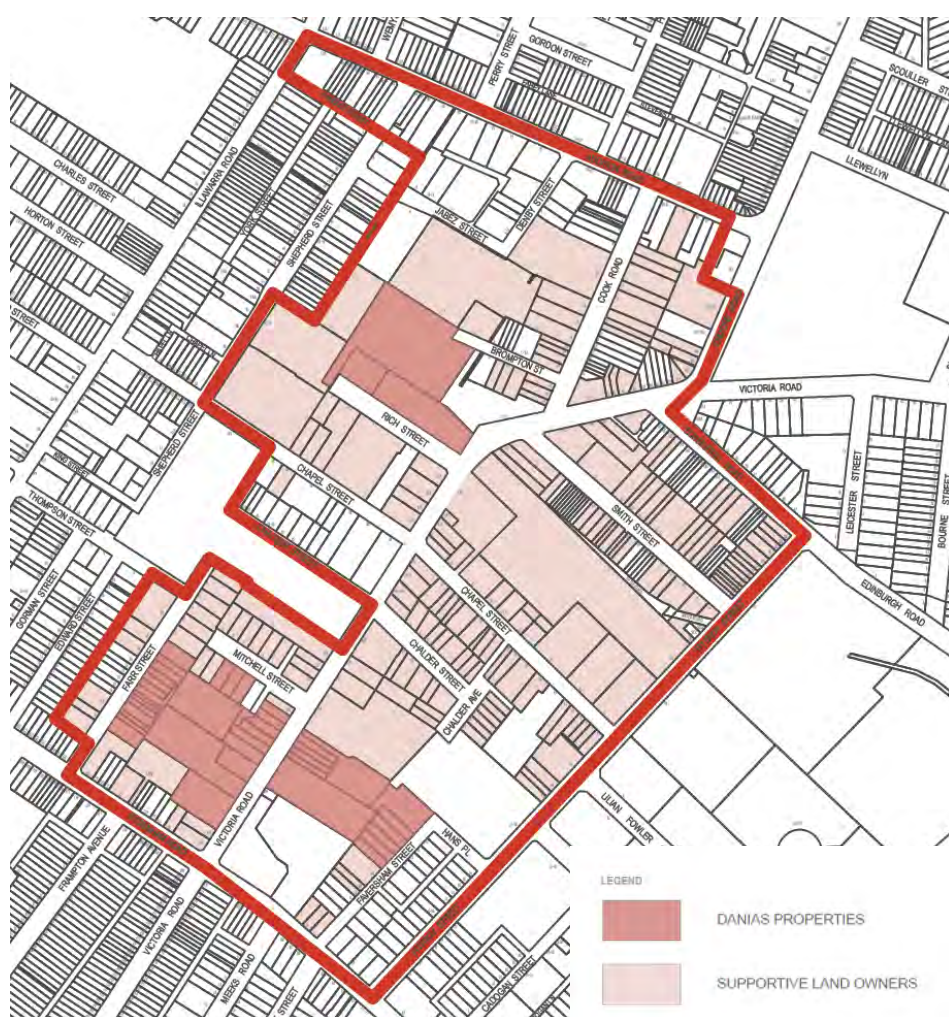 GORDON STREET
PERRY STREET
SCOULLER
LLEWELLYN
CHARLES STREET
ILLAWARRA ROAD
HORTON STREET
SHEPHERD STREET
JABEZ STREET
DENBY STREET
COOK ROAD
BROMPTON ST
VICTORIA ROAD
RICH STREET
CHAPEL STREET
SHEPHERD STREET
THOMPSON STREET
SMITH STREET
LEICESTER STREET
BOURNE STREET
EDINBURGH ROAD
GORMAN STREET
EDWARD STREET
CHAPEL STREET
CHALDER STREET
CHALDER AVE
FARR STREET
MITCHELL STREET
VICTORIA ROAD
LILIAN FOWLER
HANS PL
FAVERSHAM STREET
FRAMPTON AVENUE
VICTORIA ROAD
MEEKS ROAD
STREET
CADOGAN STREET
LEGEND
DANIAS PROPERTIES
SUPPORTIVE LAND OWNERS